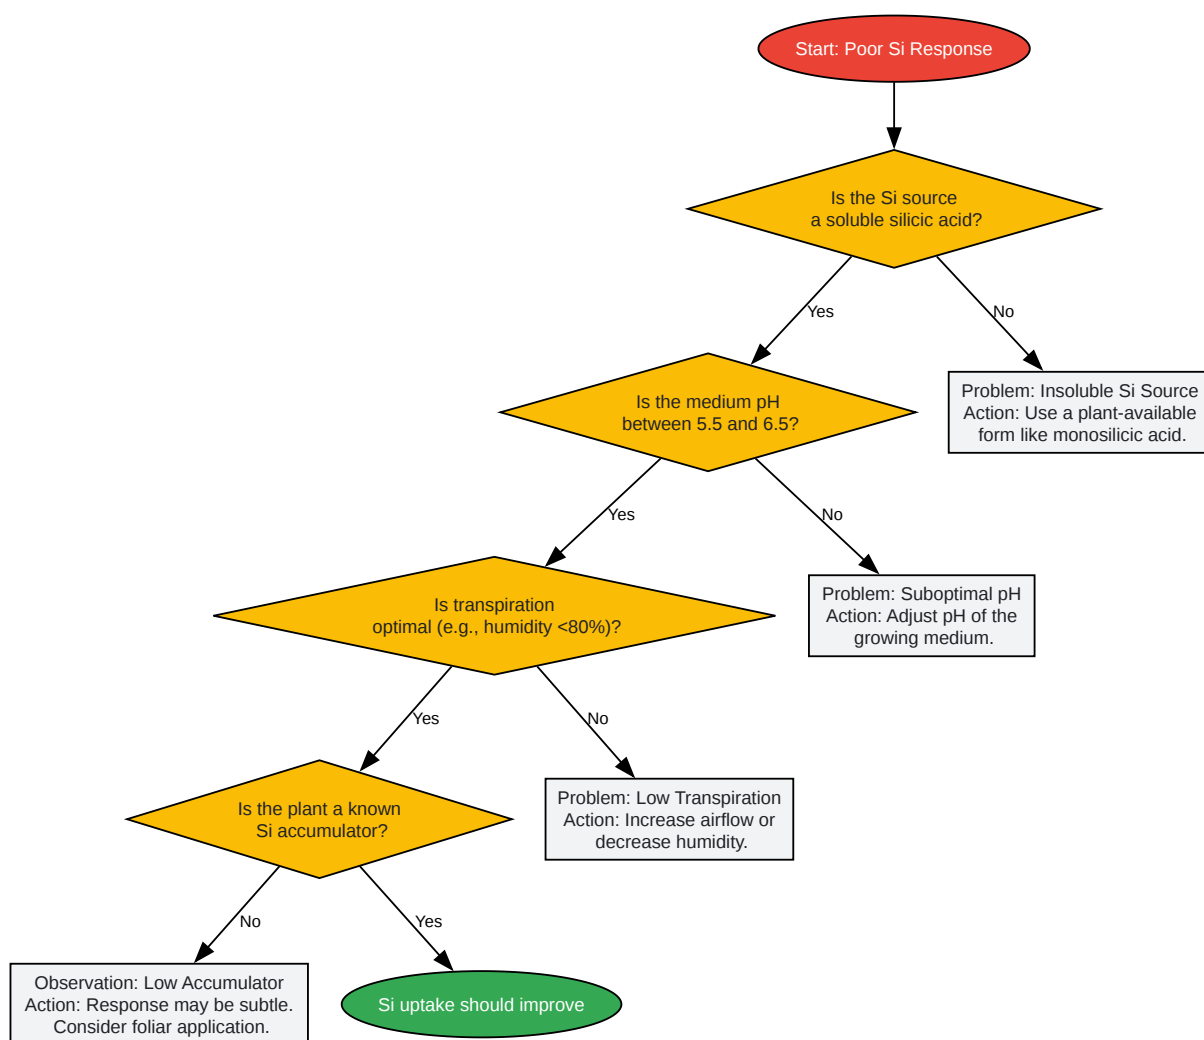 Start: Poor Si Response
Is the Si source
a soluble silicic acid?
Yes
No
Is the medium pH
between 5.5 and 6.5?
Problem: Insoluble Si Source
Action: Use a plant-available
form like monosilicic acid.
Yes
No
Is transpiration
optimal (e.g., humidity <80%)?
Problem: Suboptimal pH
Action: Adjust pH of the
growing medium.
Yes
No
Is the plant a known
Si accumulator?
Problem: Low Transpiration
Action: Increase airflow or
decrease humidity.
No
Yes
Observation: Low Accumulator
Action: Response may be subtle.
Consider foliar application.
Si uptake should improve